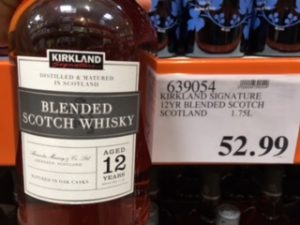 KIRKLAND
Signature
DISTILLED & MATURED
IN SCOTLAND
BLENDED
SCOTCH WHISKY
AGED
12
YEARS
MATURED IN OAK CASKS
639054
KIRKLAND SIGNATURE
12YR BLENDED SCOTCH
SCOTLAND 1.75L
52.99